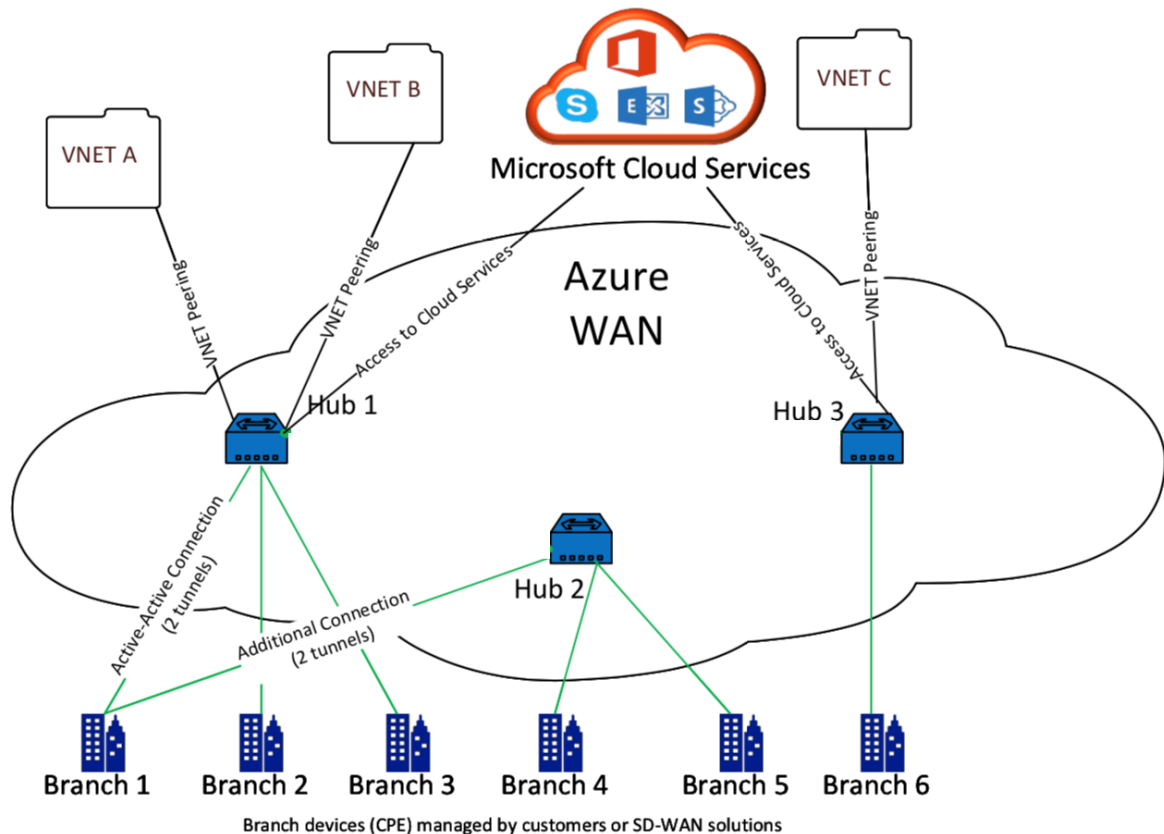 VNET A
VNET B
VNET C
Microsoft Cloud Services
VNET Peering
VNET Peering
Access to Cloud Services
Access to Cloud Services
VNET Peering
Azure
WAN
Hub 1
Hub 3
Hub 2
Active-Active Connection
(2 tunnels)
Additional Connection
(2 tunnels)
Branch 1
Branch 2
Branch 3
Branch 4
Branch 5
Branch 6
Branch devices (CPE) managed by customers or SD-WAN solutions
S
E
S